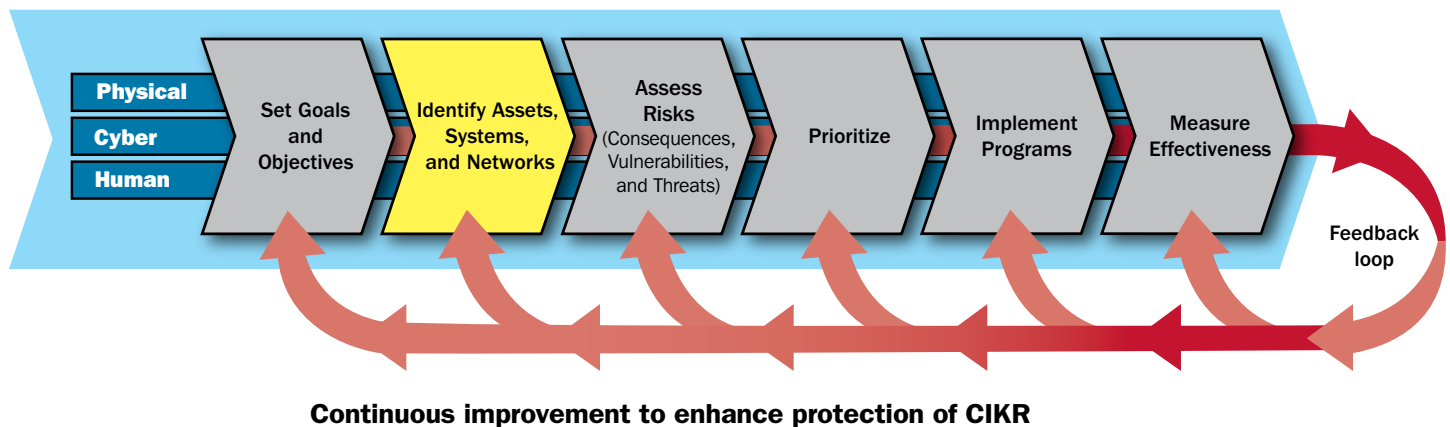 Physical
Cyber
Human
Set Goals
and
Objectives
Identify Assets,
Systems,
and Networks
Assess
Risks
(Consequences,
Vulnerabilities,
and Threats)
Prioritize
Implement
Programs
Measure
Effectiveness
Feedback
loop
Continuous improvement to enhance protection of CIKR